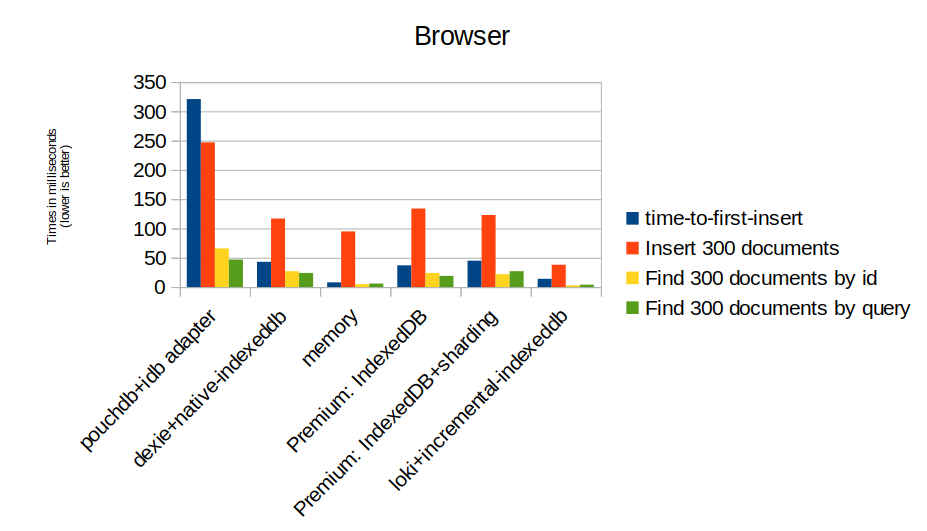 Browser
350
300
250
200
150
100
50
0
Times in milliseconds
(lower is better)
pouchdb+idb adapter
dexie+native-indexeddb
memory
Premium: IndexedDB
Premium: IndexedDB+sharding
loki+incremental-indexeddb
time-to-first-insert
Insert 300 documents
Find 300 documents by id
Find 300 documents by query